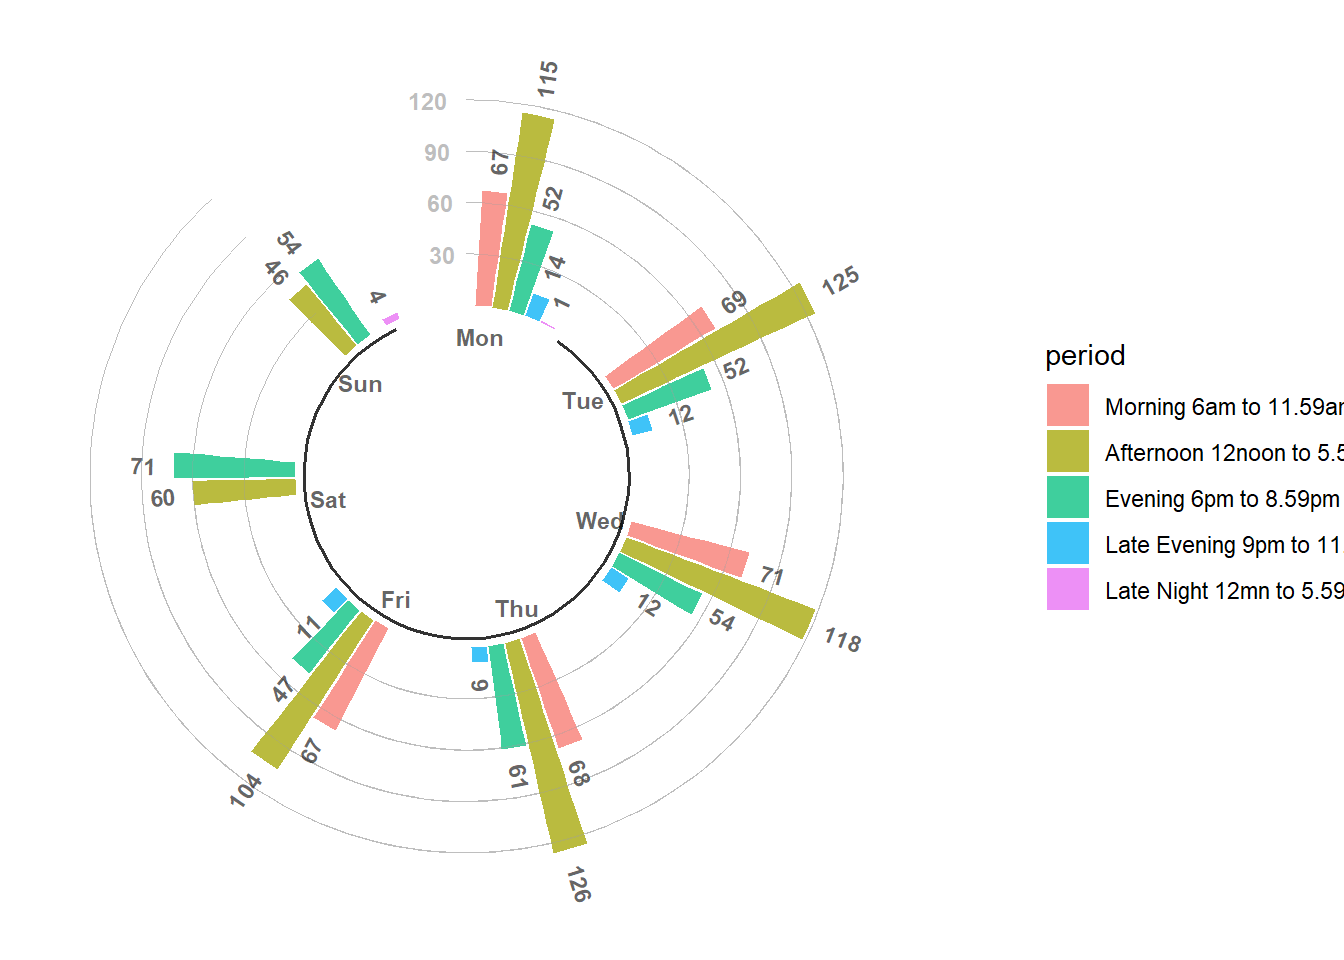 120
90
60
30
67
115
52
14
1
Mon
69
125
52
12
Tue
71
118
54
12
Wed
68
126
61
9
Thu
67
104
47
11
Fri
60
71
Sat
46
54
4
Sun
period
Morning 6am to 11.59am
Afternoon 12noon to 5.5
Evening 6pm to 8.59pm
Late Evening 9pm to 11.
Late Night 12mn to 5.59